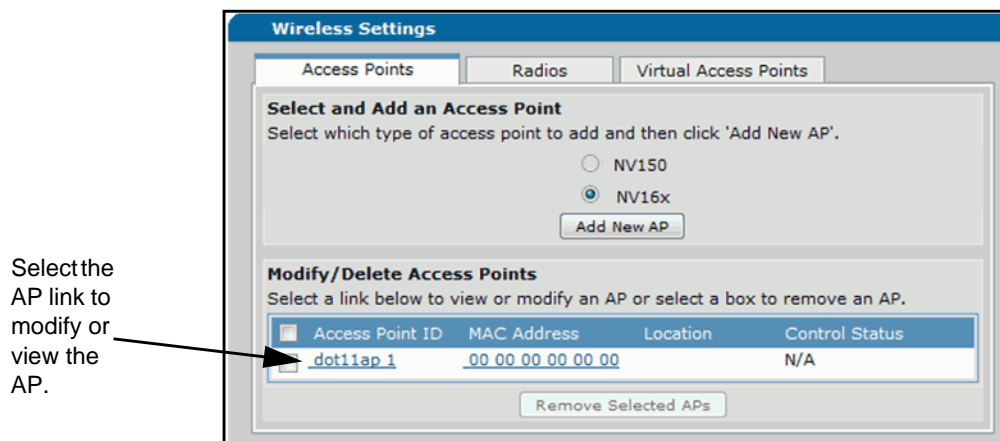 Wireless Settings
Access Points Radios Virtual Access Points
Select and Add an Access Point
Select which type of access point to add and then click 'Add New AP'.
NV150
NV16x
Add New AP
Modify/Delete Access Points
Select a link below to view or modify an AP or select a box to remove an AP.
Access Point ID MAC Address Location Control Status
dot11ap 1 00 00 00 00 00 00 N/A
Remove Selected APs
Select the
AP link to
modify or
view the
AP.